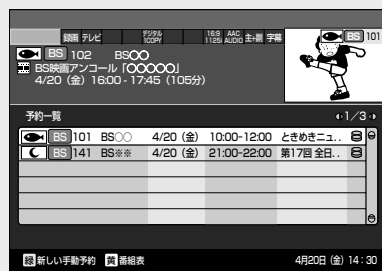 録画 テレビ デジタル 1COPY 16:9 1125i AAC AUDIO 主+副 字幕 BS 101
BS 102 BS○○
BS映画アンコール「○○○○○」
4/20（金）16:00 - 17:45（105分）
予約一覧 1/3
BS 101 BS○○ 4/20（金） 10:00-12:00 ときめきニュ..
BS 141 BS※※ 4/20（金） 21:00-22:00 第17回 全日..
緑 新しい手動予約 黄 番組表 4月20日（金）14：30